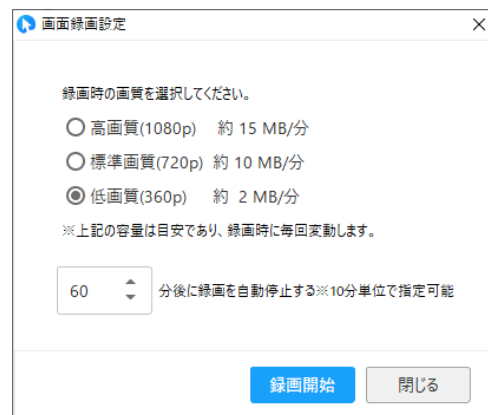 画面録画設定
録画時の画質を選択してください。
高画質(1080p) 約 15 MB/分
標準画質(720p) 約 10 MB/分
低画質(360p) 約 2 MB/分
※上記の容量は目安であり、録画時に毎回変動します。
60 分後に録画を自動停止する※10分単位で指定可能
録画開始 閉じる